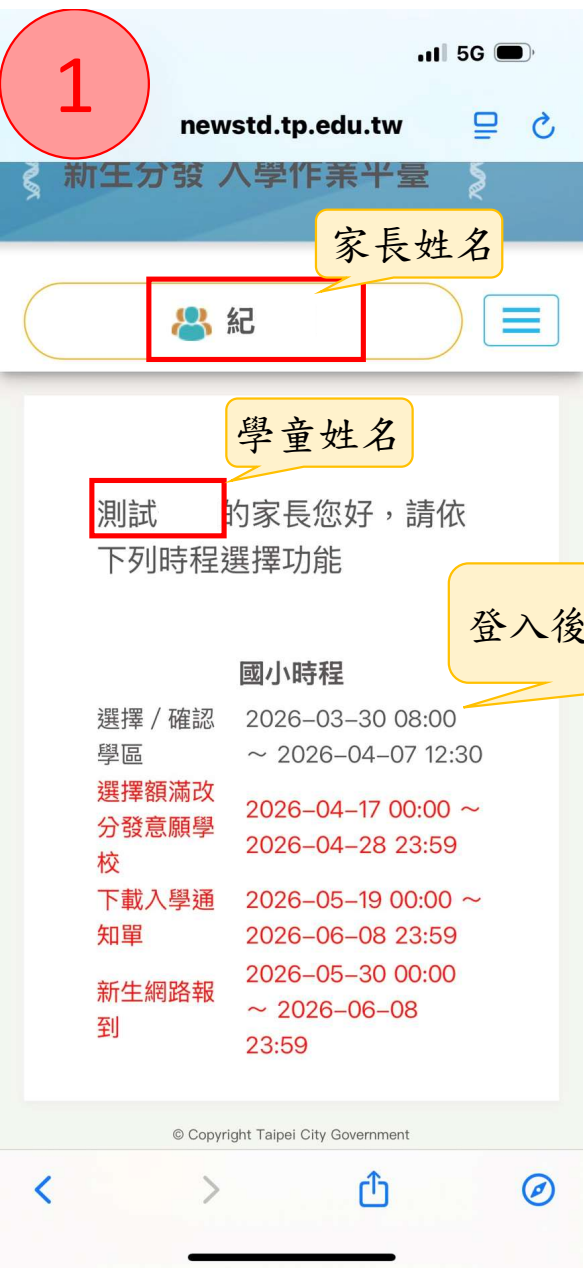 1
5G
newstd.tp.edu.tw
新生分發 入學作業平臺
家長姓名
紀
學童姓名
測試 的家長您好，請依
下列時程選擇功能
登入後
國小時程
選擇 / 確認
學區
2026–03–30 08:00
～ 2026–04–07 12:30
選擇額滿改
分發意願學
校
2026–04–17 00:00 ～
2026–04–28 23:59
下載入學通
知單
2026–05–19 00:00 ～
2026–06–08 23:59
新生網路報
到
2026–05–30 00:00
～ 2026–06–08
23:59
© Copyright Taipei City Government